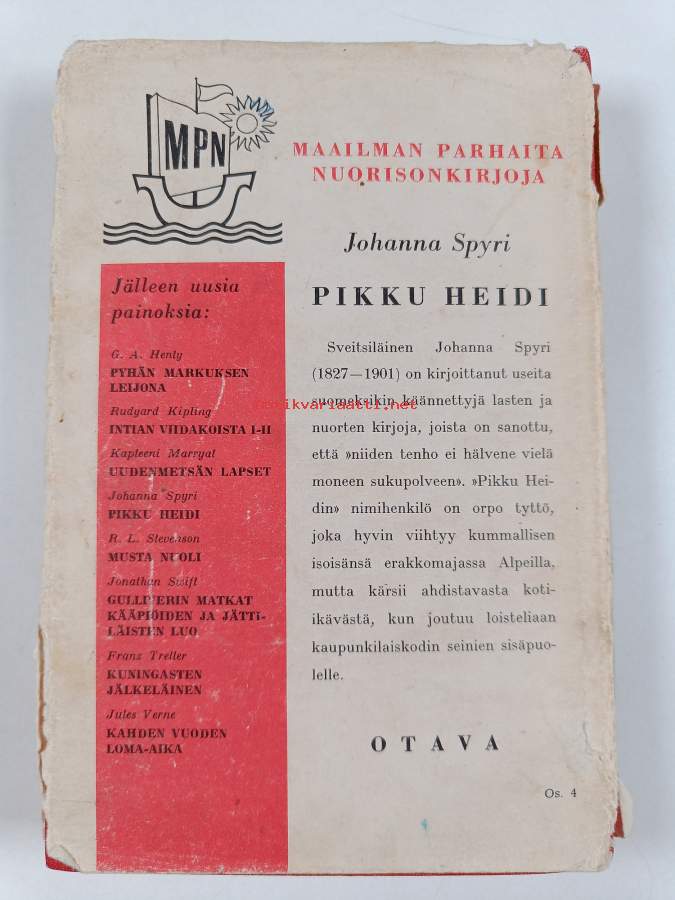 MPN
MAAILMAN PARHAITA
NUORISONKIRJOJA
Johanna Spyri
PIKKU HEIDI
Sveitsiläinen Johanna Spyri
(1827—1901) on kirjoittanut useita
suomeksikin käännettyjä lasten ja
nuorten kirjoja, joista on sanottu,
että »niiden tenho ei hälvene vielä
moneen sukupolveen». »Pikku Hei-
din» nimihenkilö on orpo tyttö,
joka hyvin viihtyy kummallisen
isoisänsä erakkomajassa Alpeilla,
mutta kärsii ahdistavasta koti-
ikävästä, kun joutuu loisteliaan
kaupunkilaiskodin seinien sisäpuo-
lelle.
OTAVA
Os. 4
Jälleen uusia
painoksia:
G. A. Henty
PYHÄN MARKUKSEN
LEIJONA
Rudyard Kipling
INTIAN VIIDAKOISTA I-II
Kapteeni Marryat
UUDENMETSÄN LAPSET
Johanna Spyri
PIKKU HEIDI
R. L. Stevenson
MUSTA NUOLI
Jonathan Swift
GULLIVERIN MATKAT
KÄÄPIÖIDEN JA JÄTTI-
LÄISTEN LUO
Franz Treller
KUNINGASTEN
JÄLKELÄINEN
Jules Verne
KAHDEN VUODEN
LOMA-AIKA